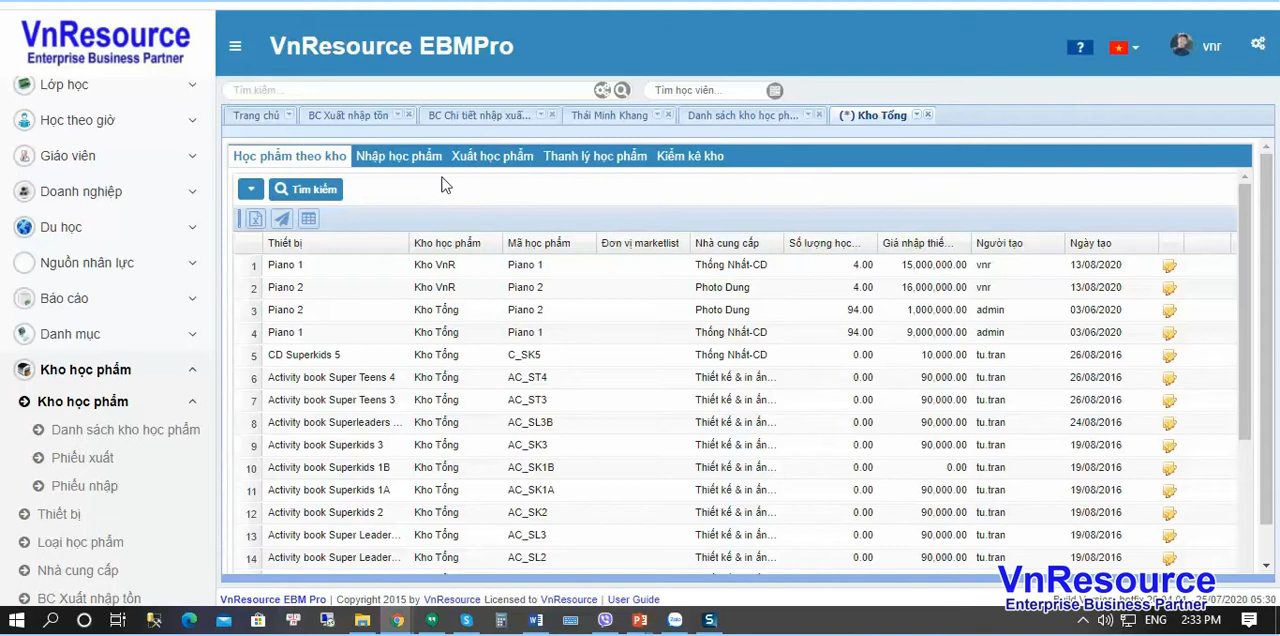 VnResource
Enterprise Business Partner
VnResource EBMPro
?
vnr
Tìm kiếm...
Tìm học viên...
Trang chủ
BC Xuất nhập tồn
BC Chi tiết nhập xuấ...
Thái Minh Khang
Danh sách kho học ph...
(*) Kho Tổng
Lớp học
Học theo giờ
Giáo viên
Doanh nghiệp
Du học
Nguồn nhân lực
Báo cáo
Danh mục
Kho học phẩm
Kho học phẩm
Danh sách kho học phẩm
Phiếu xuất
Phiếu nhập
Thiết bị
Loại học phẩm
Nhà cung cấp
BC Xuất nhập tồn
Học phẩm theo kho Nhập học phẩm Xuất học phẩm Thanh lý học phẩm Kiểm kê kho
Tìm kiếm
Thiết bị Kho học phẩm Mã học phẩm Đơn vị marketlist Nhà cung cấp Số lượng học... Giá nhập thiế... Người tạo Ngày tạo
1 Piano 1 Kho VnR Piano 1 Thống Nhất-CD 4.00 15,000,000.00 vnr 13/08/2020
2 Piano 2 Kho VnR Piano 2 Photo Dung 4.00 16,000,000.00 vnr 13/08/2020
3 Piano 2 Kho Tổng Piano 2 Photo Dung 94.00 1,000,000.00 admin 03/06/2020
4 Piano 1 Kho Tổng Piano 1 Thống Nhất-CD 94.00 9,000,000.00 admin 03/06/2020
5 CD Superkids 5 Kho Tổng C_SK5 Thống Nhất-CD 0.00 10,000.00 tu.tran 26/08/2016
6 Activity book Super Teens 4 Kho Tổng AC_ST4 Thiết kế & in ấn... 0.00 90,000.00 tu.tran 26/08/2016
7 Activity book Super Teens 3 Kho Tổng AC_ST3 Thiết kế & in ấn... 0.00 90,000.00 tu.tran 26/08/2016
8 Activity book Superleaders ... Kho Tổng AC_SL3B Thiết kế & in ấn... 0.00 90,000.00 tu.tran 24/08/2016
9 Activity book Superkids 3 Kho Tổng AC_SK3 Thiết kế & in ấn... 0.00 90,000.00 tu.tran 19/08/2016
10 Activity book Superkids 1B Kho Tổng AC_SK1B Thiết kế & in ấn... 0.00 0.00 tu.tran 19/08/2016
11 Activity book Superkids 1A Kho Tổng AC_SK1A Thiết kế & in ấn... 0.00 90,000.00 tu.tran 19/08/2016
12 Activity book Superkids 2 Kho Tổng AC_SK2 Thiết kế & in ấn... 0.00 90,000.00 tu.tran 19/08/2016
13 Activity book Super Leader... Kho Tổng AC_SL3 Thiết kế & in ấn... 0.00 90,000.00 tu.tran 19/08/2016
14 Activity book Super Leader... Kho Tổng AC_SL2 Thiết kế & in ấn... 0.00 90,000.00 tu.tran 19/08/2016
VnResource EBM Pro | Copyright 2015 by VnResource Licensed to VnResource | User Guide
VnResource
Enterprise Business Partner
25/07/2020 05:30
ENG 2:33 PM